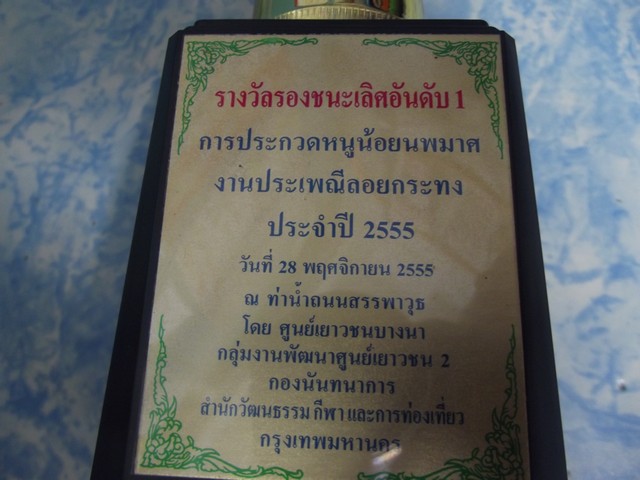 รางวัลรองชนะเลิศอันดับ 1
การประกวดหนูน้อยนพมาศ
งานประเพณีลอยกระทง
ประจำปี 2555
วันที่ 28 พฤศจิกายน 2555
ณ ท่าน้ำถนนสรรพาวุธ
โดย ศูนย์เยาวชนบางนา
กลุ่มงานพัฒนาศูนย์เยาวชน 2
กองนันทนาการ
สำนักวัฒนธรรม กีฬา และการท่องเที่ยว
กรุงเทพมหานคร